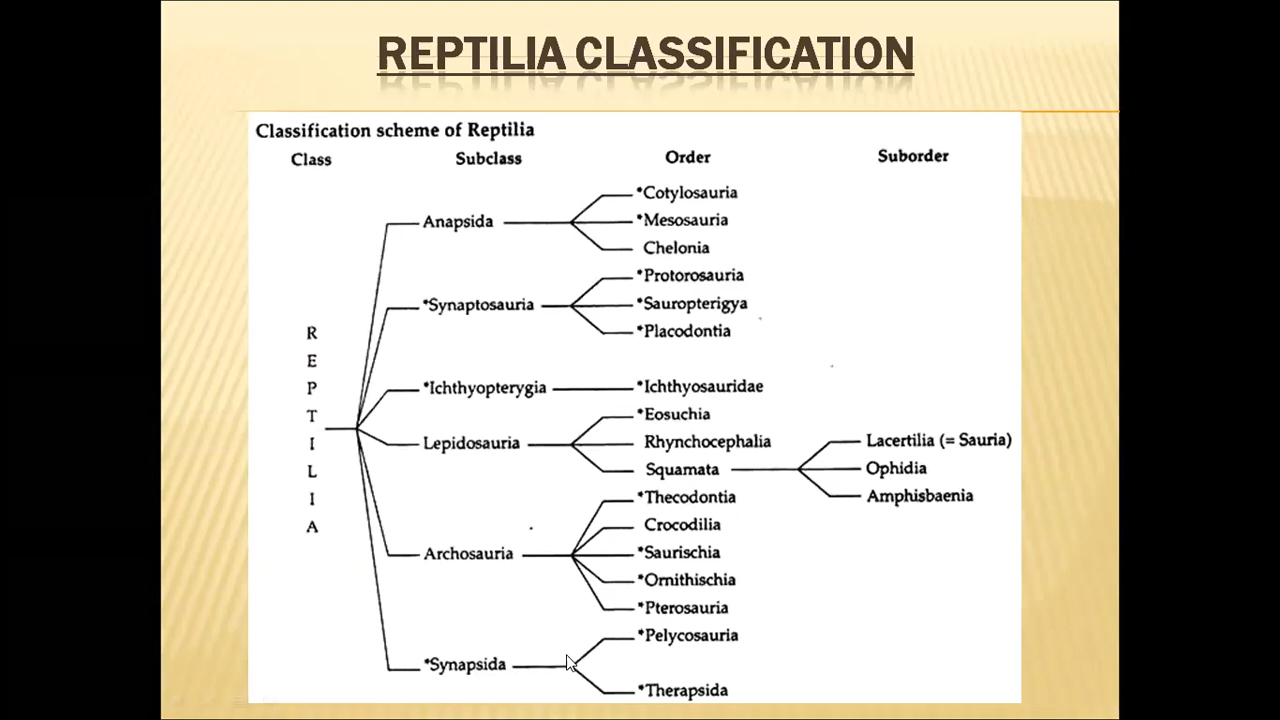 REPTILIA CLASSIFICATION
Classification scheme of Reptilia
Class Subclass Order Suborder
*Cotylosauria
Anapsida *Mesosauria
Chelonia
*Protorosauria
*Synaptosauria *Sauropterigya
*Placodontia
R
E
P
T
I
L
I
A
*Ichthyopterygia *Ichthyosauridae
*Eosuchia
Lepidosauria Rhynchocephalia Lacertilia (= Sauria)
Squamata Ophidia
*Thecodontia Amphisbaenia
Crocodilia
Archosauria *Saurischia
*Ornithischia
*Pterosauria
*Pelycosauria
*Synapsida
*Therapsida